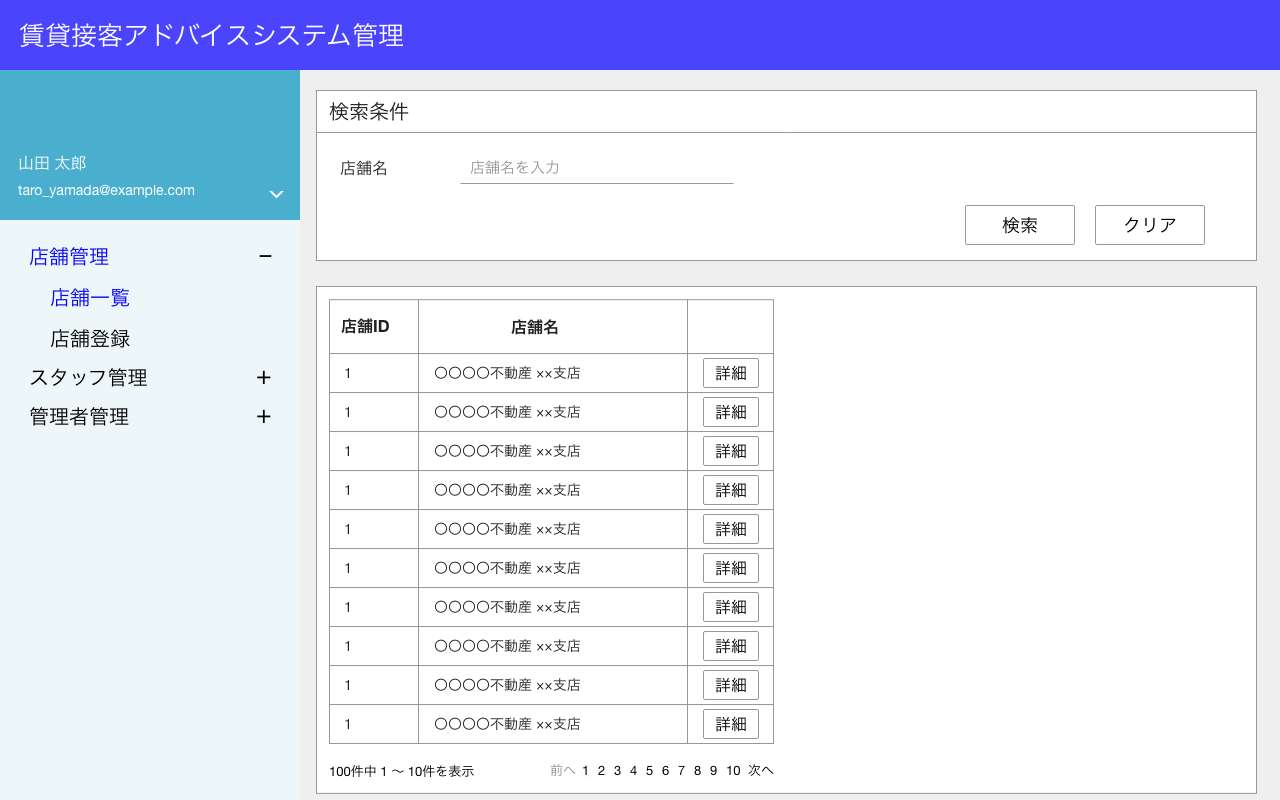 賃貸接客アドバイスシステム管理
山田 太郎
taro_yamada@example.com
店舗管理 −
店舗一覧
店舗登録
スタッフ管理 +
管理者管理 +
検索条件
店舗名 店舗名を入力
検索 クリア
店舗ID 店舗名
1 〇〇〇〇不動産 ××支店 詳細
1 〇〇〇〇不動産 ××支店 詳細
1 〇〇〇〇不動産 ××支店 詳細
1 〇〇〇〇不動産 ××支店 詳細
1 〇〇〇〇不動産 ××支店 詳細
1 〇〇〇〇不動産 ××支店 詳細
1 〇〇〇〇不動産 ××支店 詳細
1 〇〇〇〇不動産 ××支店 詳細
1 〇〇〇〇不動産 ××支店 詳細
1 〇〇〇〇不動産 ××支店 詳細
100件中 1 〜 10件を表示 前へ 1 2 3 4 5 6 7 8 9 10 次へ